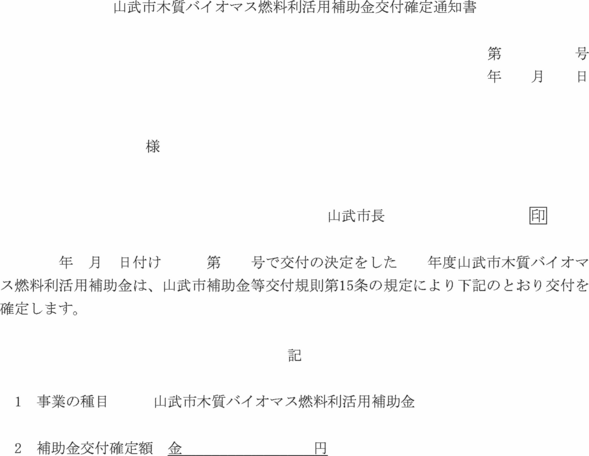 山武市木質バイオマス燃料利活用補助金交付確定通知書
第　　　　　号
年　　月　　日
様
山武市長　　　　　　　　　　印
年　月　日付け　　　第　　号で交付の決定をした　　年度山武市木質バイオマ
ス燃料利活用補助金は、山武市補助金等交付規則第15条の規定により下記のとおり交付を
確定します。
記
1　事業の種目　　　山武市木質バイオマス燃料利活用補助金
2　補助金交付確定額　金　　　　　　　　　円